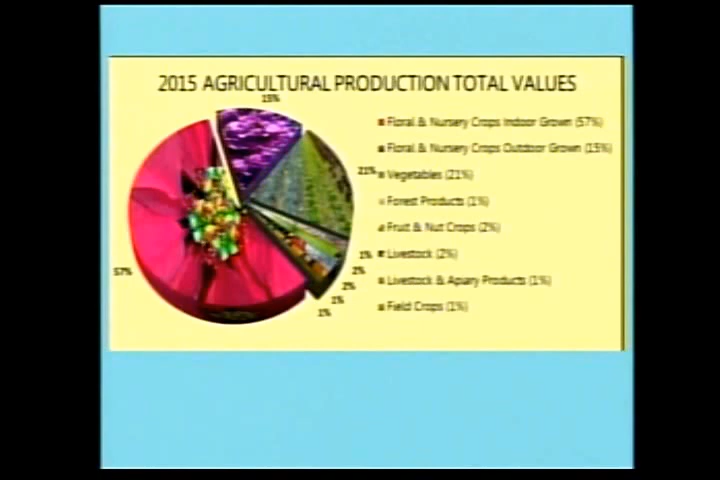 2015 AGRICULTURAL PRODUCTION TOTAL VALUES
15%
21%
1%
2%
2%
1%
1%
57%
Floral & Nursery Crops Indoor Grown (57%)
Floral & Nursery Crops Outdoor Grown (15%)
Vegetables (21%)
Forest Products (1%)
Fruit & Nut Crops (2%)
Livestock (2%)
Livestock & Apiary Products (1%)
Field Crops (1%)